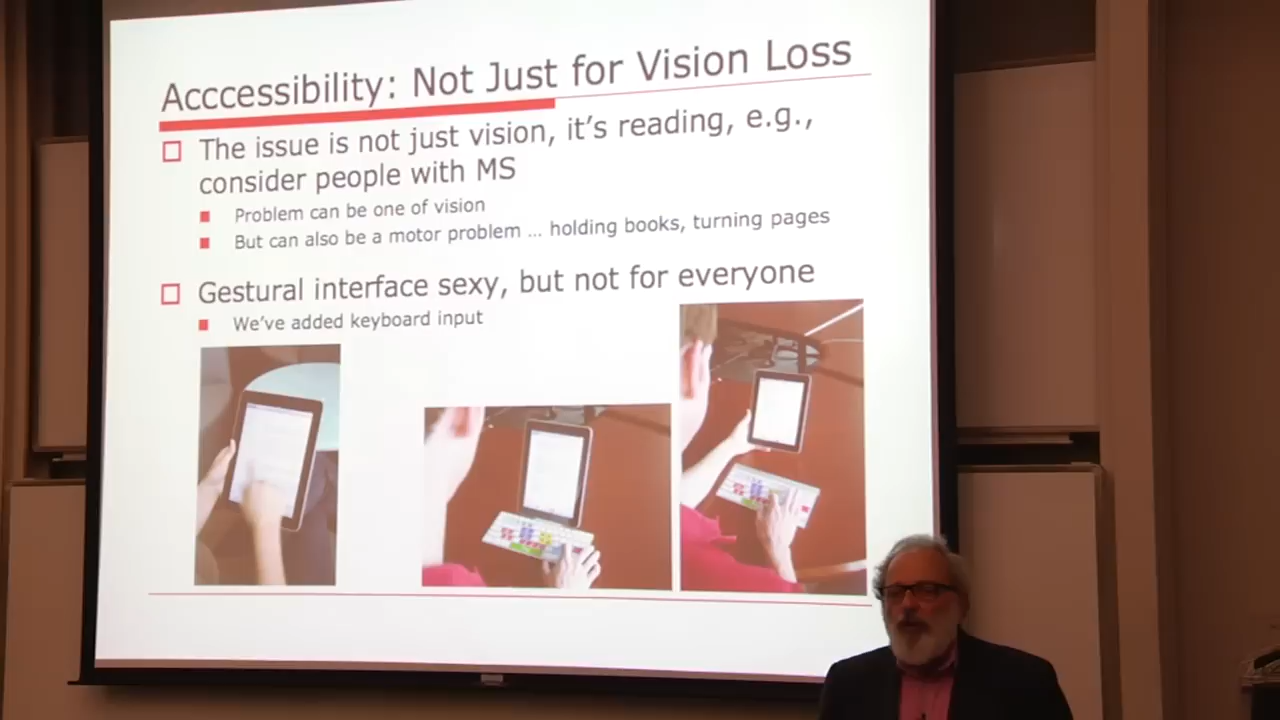 Acccessibility: Not Just for Vision Loss
The issue is not just vision, it's reading, e.g.,
consider people with MS
Problem can be one of vision
But can also be a motor problem ... holding books, turning pages
Gestural interface sexy, but not for everyone
We've added keyboard input